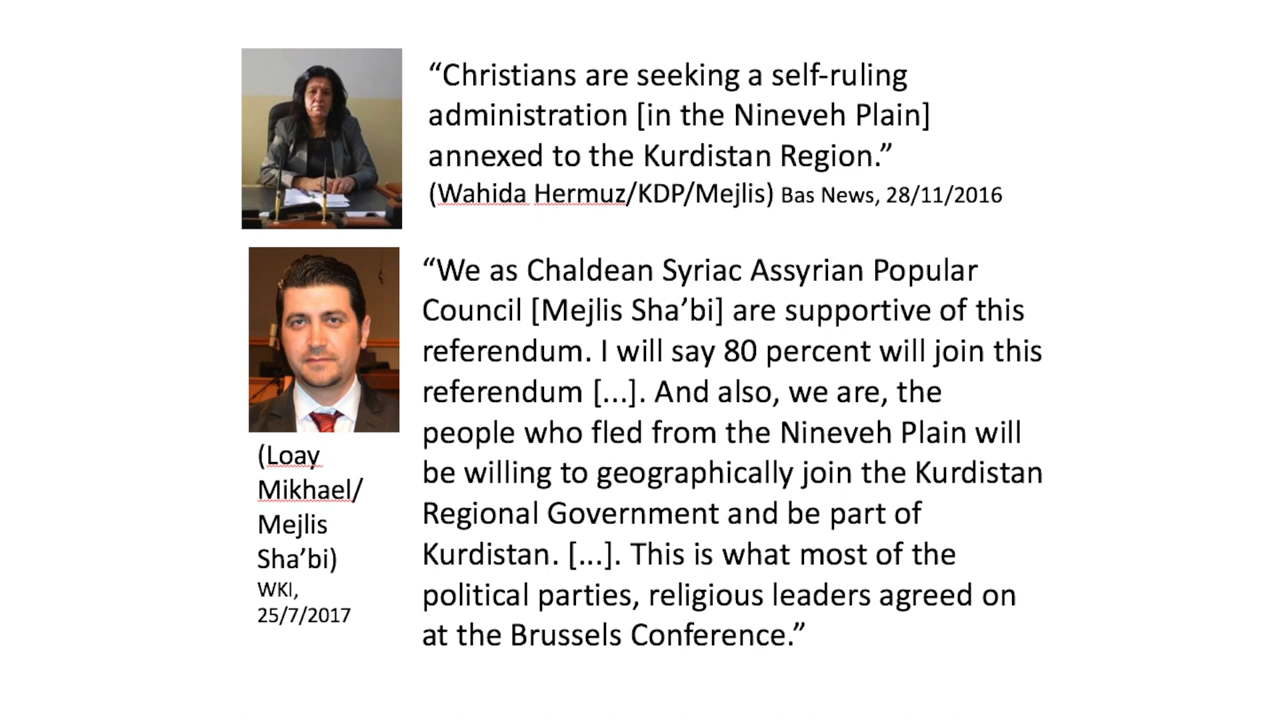 “Christians are seeking a self-ruling
administration [in the Nineveh Plain]
annexed to the Kurdistan Region.”
(Wahida Hermuz/KDP/Mejlis) Bas News, 28/11/2016
“We as Chaldean Syriac Assyrian Popular
Council [Mejlis Sha’bi] are supportive of this
referendum. I will say 80 percent will join this
referendum [...]. And also, we are, the
people who fled from the Nineveh Plain will
be willing to geographically join the Kurdistan
Regional Government and be part of
Kurdistan. [...]. This is what most of the
political parties, religious leaders agreed on
at the Brussels Conference.”
(Loay
Mikhael/
Mejlis
Sha’bi)
WKI,
25/7/2017